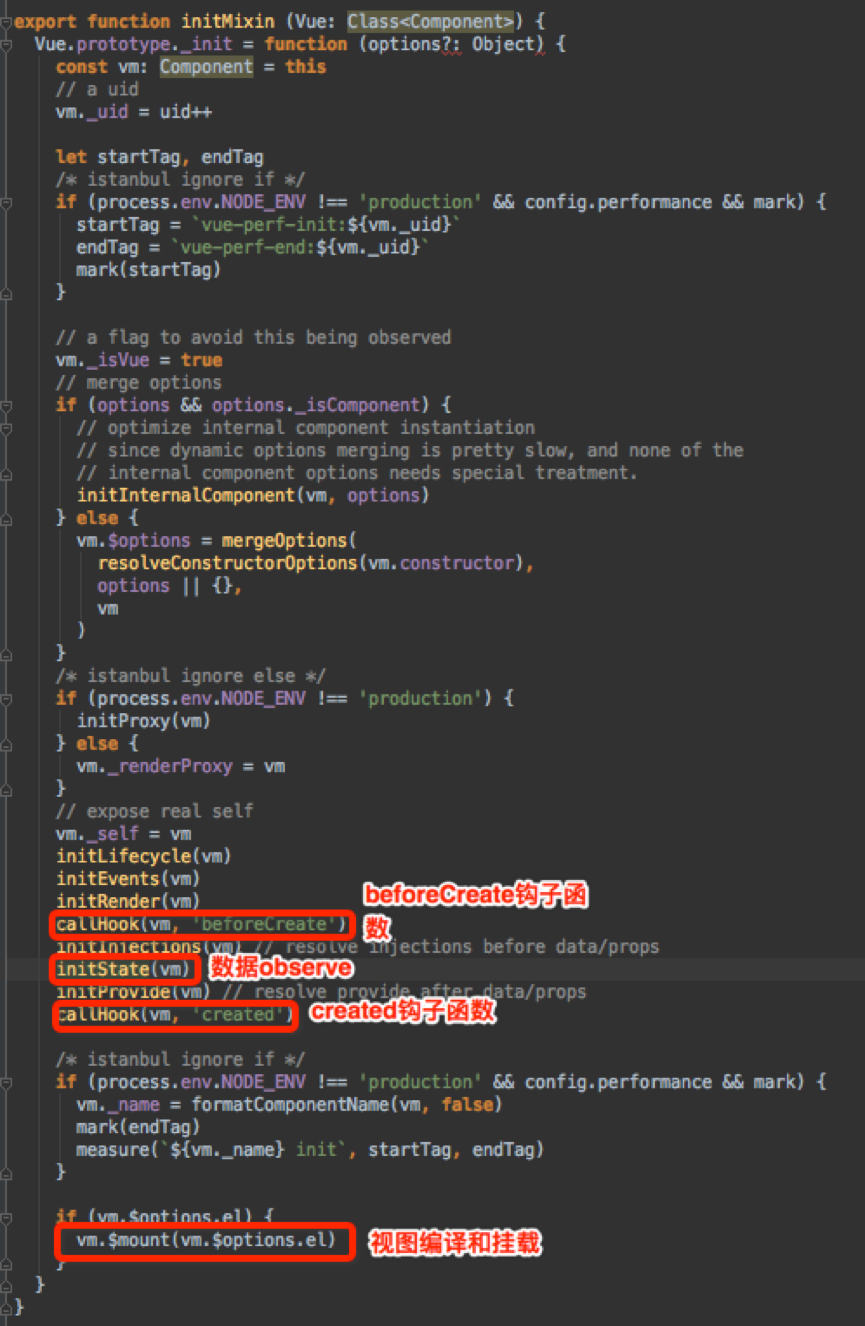 export function initMixin (Vue: Class<Component>) {
  Vue.prototype._init = function (options?: Object) {
    const vm: Component = this
    // a uid
    vm._uid = uid++

    let startTag, endTag
    /* istanbul ignore if */
    if (process.env.NODE_ENV !== 'production' && config.performance && mark) {
      startTag = `vue-perf-init:${vm._uid}`
      endTag = `vue-perf-end:${vm._uid}`
      mark(startTag)
    }

    // a flag to avoid this being observed
    vm._isVue = true
    // merge options
    if (options && options._isComponent) {
      // optimize internal component instantiation
      // since dynamic options merging is pretty slow, and none of the
      // internal component options needs special treatment.
      initInternalComponent(vm, options)
    } else {
      vm.$options = mergeOptions(
        resolveConstructorOptions(vm.constructor),
        options || {},
        vm
      )
    }
    /* istanbul ignore else */
    if (process.env.NODE_ENV !== 'production') {
      initProxy(vm)
    } else {
      vm._renderProxy = vm
    }
    // expose real self
    vm._self = vm
    initLifecycle(vm)
    initEvents(vm)
    initRender(vm)
    callHook(vm, 'beforeCreate') beforeCreate钩子函
数
    initInjections(vm) // resolve injections before data/props
    initState(vm) 数据observe
    initProvide(vm) // resolve provide after data/props
    callHook(vm, 'created') created钩子函数

    /* istanbul ignore if */
    if (process.env.NODE_ENV !== 'production' && config.performance && mark) {
      vm._name = formatComponentName(vm, false)
      mark(endTag)
      measure(`${vm._name} init`, startTag, endTag)
    }

    if (vm.$options.el) {
      vm.$mount(vm.$options.el) 视图编译和挂载
    }
  }
}